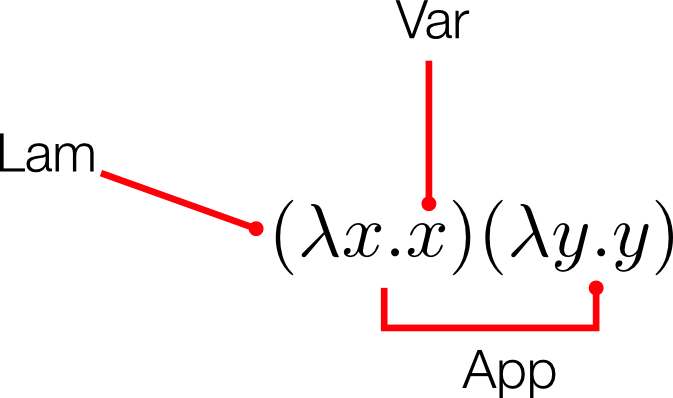 Var
Lam
(λx.x)(λy.y)
App